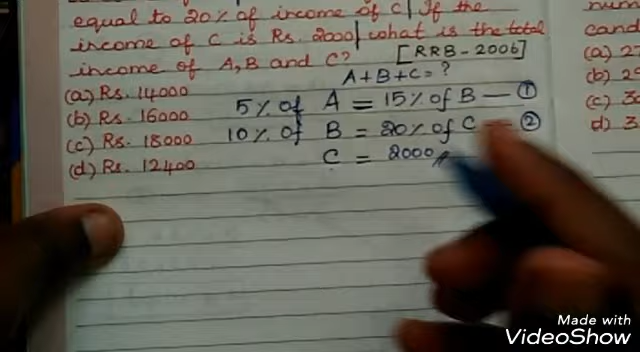 equal to 20% of income of C| If the
income of C is Rs. 2000| what is the total
income of A, B and C? [RRB-2006]
(a) Rs. 14000
(b) Rs. 16000
(c) Rs. 18000
(d) Rs. 12400
A+B+C=?
5% of A = 15% of B — ①
10% of B = 20% of C — ②
C = 2000
cand
(a) 2
(b) 2
(c) 3
d) 3
Made with
VideoShow